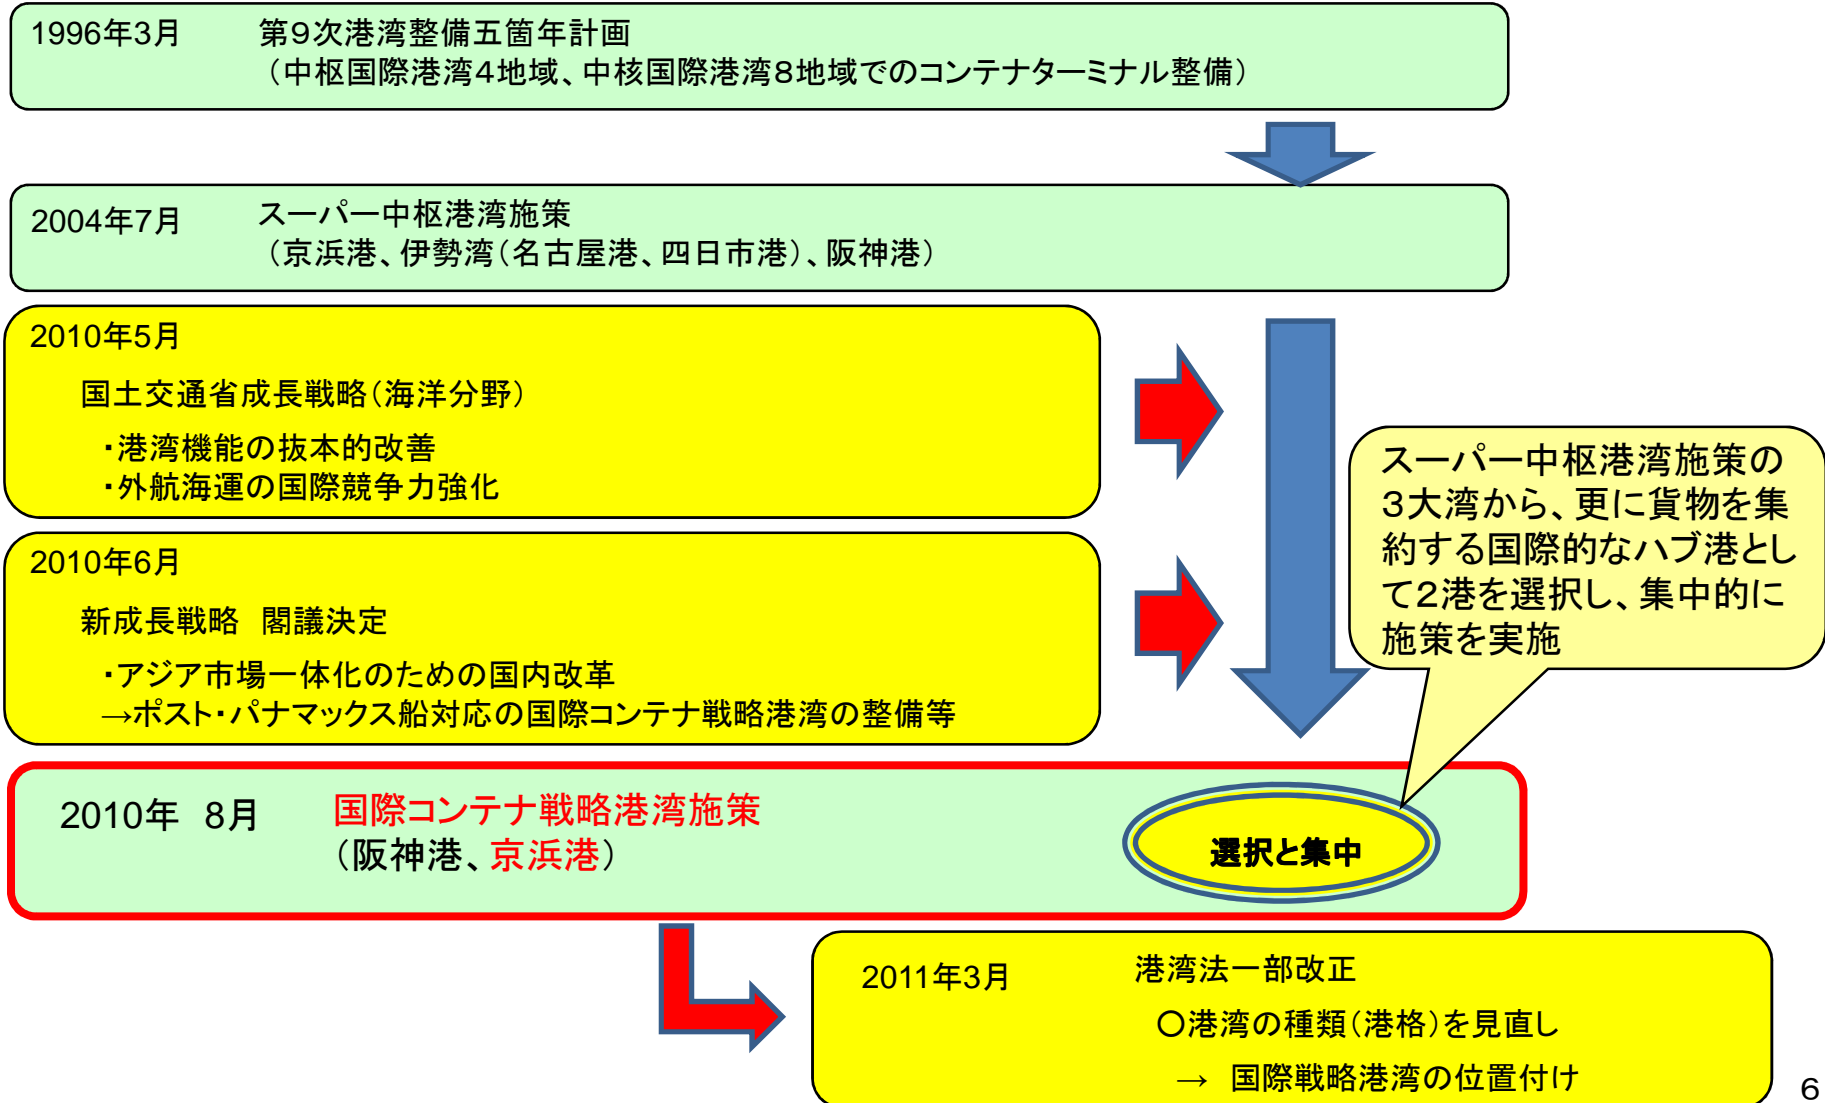 1996年3月　第9次港湾整備五箇年計画
（中枢国際港湾４地域、中核国際港湾８地域でのコンテナターミナル整備）
2004年7月　スーパー中枢港湾施策
（京浜港、伊勢湾（名古屋港、四日市港）、阪神港）
2010年5月
国土交通省成長戦略（海洋分野）
・港湾機能の抜本的改善
・外航海運の国際競争力強化
2010年6月
新成長戦略　閣議決定
・アジア市場一体化のための国内改革
→ポスト・パナマックス船対応の国際コンテナ戦略港湾の整備等
スーパー中枢港湾施策の
３大湾から、更に貨物を集
約する国際的なハブ港とし
て２港を選択し、集中的に
施策を実施
2010年 8月　国際コンテナ戦略港湾施策
（阪神港、京浜港）
選択と集中
2011年3月　港湾法一部改正
○港湾の種類（港格）を見直し
→　国際戦略港湾の位置付け
6